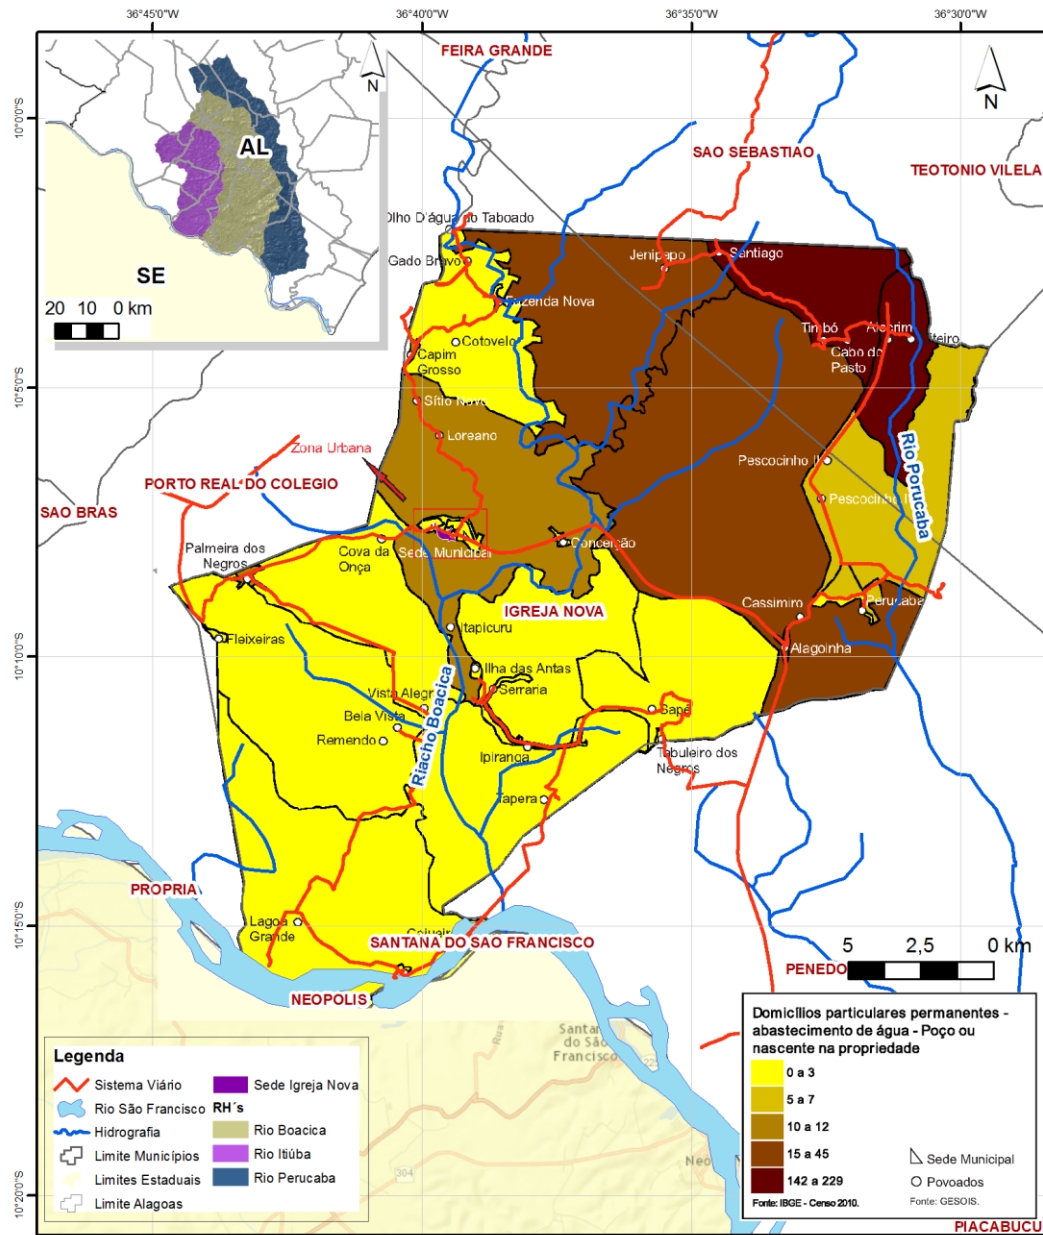 36°45'0"O
36°40'0"O
36°35'0"O
36°30'0"O
10°0'0"S
10°5'0"S
10°10'0"S
10°15'0"S
10°20'0"S
N
AL
SE
20 10 0 km
N
FEIRA GRANDE
SAO SEBASTIAO
TEOTONIO VILELA
Olho D'água do Taboado
Gado Bravo
Jenipapo
Santiago
Fazenda Nova
Timbó
Alecrim
Cotovelo
Cabo do
Pasto
Capim
Grosso
Sítio Novo
Loreano
Zona Urbana
Pescocinho II
Rio Porucaba
PORTO REAL DO COLEGIO
SAO BRAS
Palmeira dos
Negros
Cova da
Onça
Sede Municipal
Conceição
IGREJA NOVA
Cassimiro
Perucaba
Itapicuru
Fleixeiras
Alagoinha
Ilha das Antas
Serraria
Vista Alegre
Sapé
Bela Vista
Remendo
Riacho Boacica
Ipiranga
Tabuleiro dos
Negros
Tapera
PROPRIA
Lagoa
Grande
SANTANA DO SAO FRANCISCO
NEOPOLIS
PENEDO
5 2,5 0 km
Francisco
304
225
Domicílios particulares permanentes -
abastecimento de água - Poço ou
nascente na propriedade
0 a 3
5 a 7
10 a 12
15 a 45
142 a 229
Fonte: IBGE - Censo 2010.
Sede Municipal
Povoados
Fonte: GESOIS.
Legenda
Sistema Viário
Rio São Francisco
Hidrografia
Limite Municípios
Limites Estaduais
Limite Alagoas
Sede Igreja Nova
RH´s
Rio Boacica
Rio Itiúba
Rio Perucaba
PIACABUCU